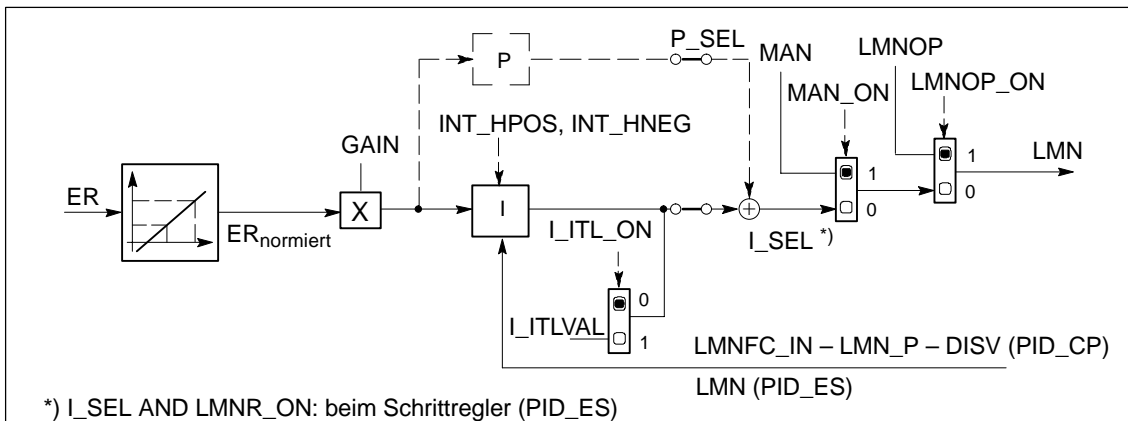 P_SEL
MAN
LMNOP
P
MAN_ON
LMNOP_ON
INT_HPOS, INT_HNEG
GAIN
1
LMN
ER
X
I
1
0
ERnormiert
0
I_ITL_ON
I_SEL *)
0
I_ITLVAL
1
LMNFC_IN – LMN_P – DISV (PID_CP)
LMN (PID_ES)
*) I_SEL AND LMNR_ON: beim Schrittregler (PID_ES)